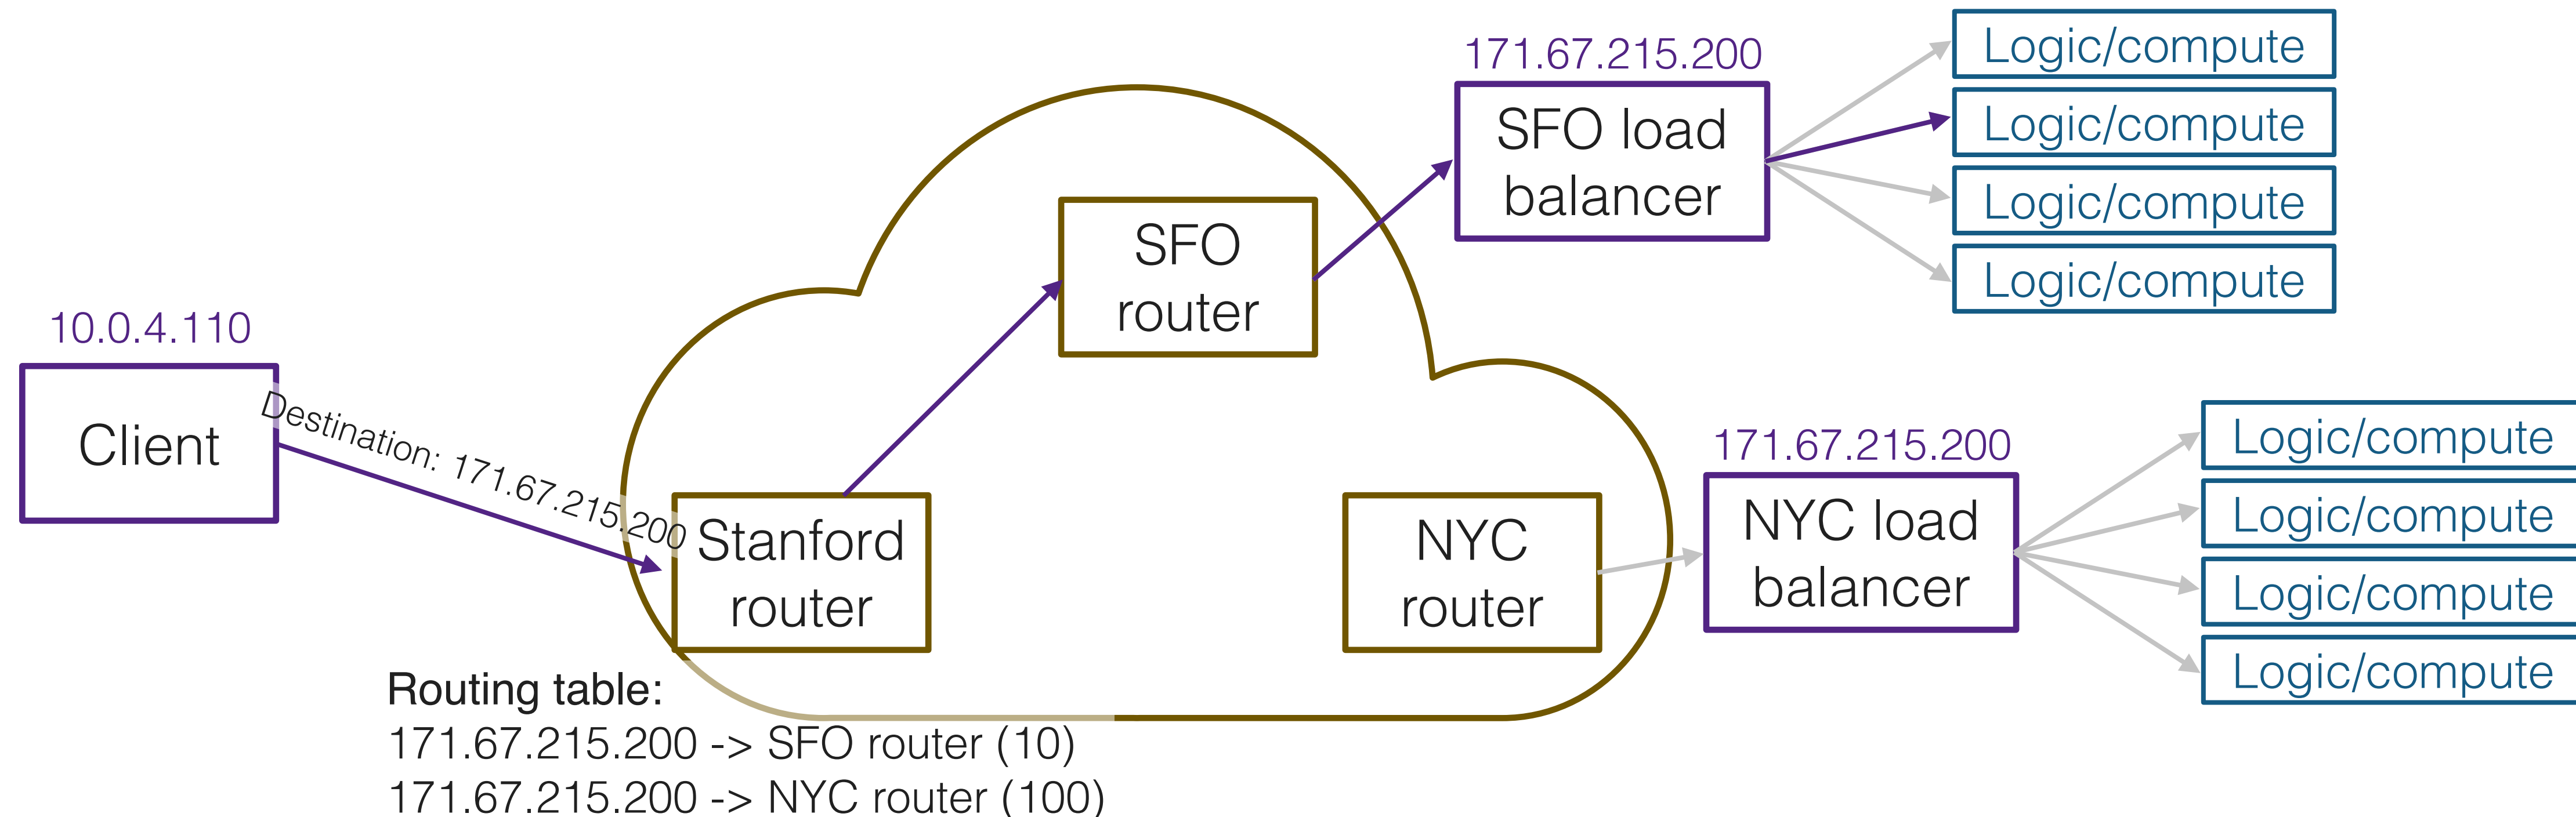 171.67.215.200
SFO load
balancer
Logic/compute
Logic/compute
Logic/compute
Logic/compute
SFO
router
10.0.4.110
Client
Destination: 171.67.215.200
Stanford
router
NYC
router
171.67.215.200
NYC load
balancer
Logic/compute
Logic/compute
Logic/compute
Logic/compute
Routing table:
171.67.215.200 -> SFO router (10)
171.67.215.200 -> NYC router (100)